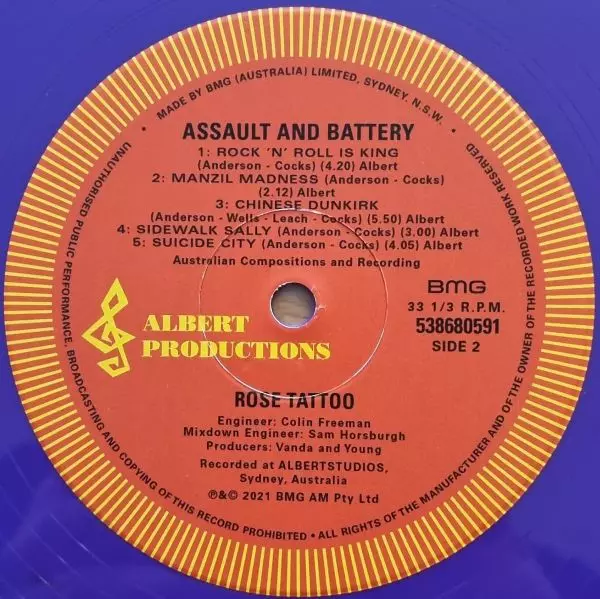 • MADE BY BMG (AUSTRALIA) LIMITED, SYDNEY, N.S.W. •
ASSAULT AND BATTERY
1: ROCK 'N' ROLL IS KING
(Anderson - Cocks) (4.20) Albert
2: MANZIL MADNESS (Anderson - Cocks)
(2.12) Albert
3: CHINESE DUNKIRK
(Anderson - Wells - Leach - Cocks) (5.50) Albert
4: SIDEWALK SALLY (Anderson - Cocks) (3.00) Albert
5: SUICIDE CITY (Anderson - Cocks) (4.05) Albert
Australian Compositions and Recording
BMG
33 1/3 R.P.M.
538680591
SIDE 2
ALBERT
PRODUCTIONS
ROSE TATTOO
Engineer: Colin Freeman
Mixdown Engineer: Sam Horsburgh
Producers: Vanda and Young
Recorded at ALBERTSTUDIOS,
Sydney, Australia
℗&© 2021 BMG AM Pty Ltd
UNAUTHORISED PUBLIC PERFORMANCE, BROADCASTING AND COPYING OF THIS RECORD PROHIBITED • ALL RIGHTS OF THE MANUFACTURER AND OF THE OWNER OF THE RECORDED WORK RESERVED